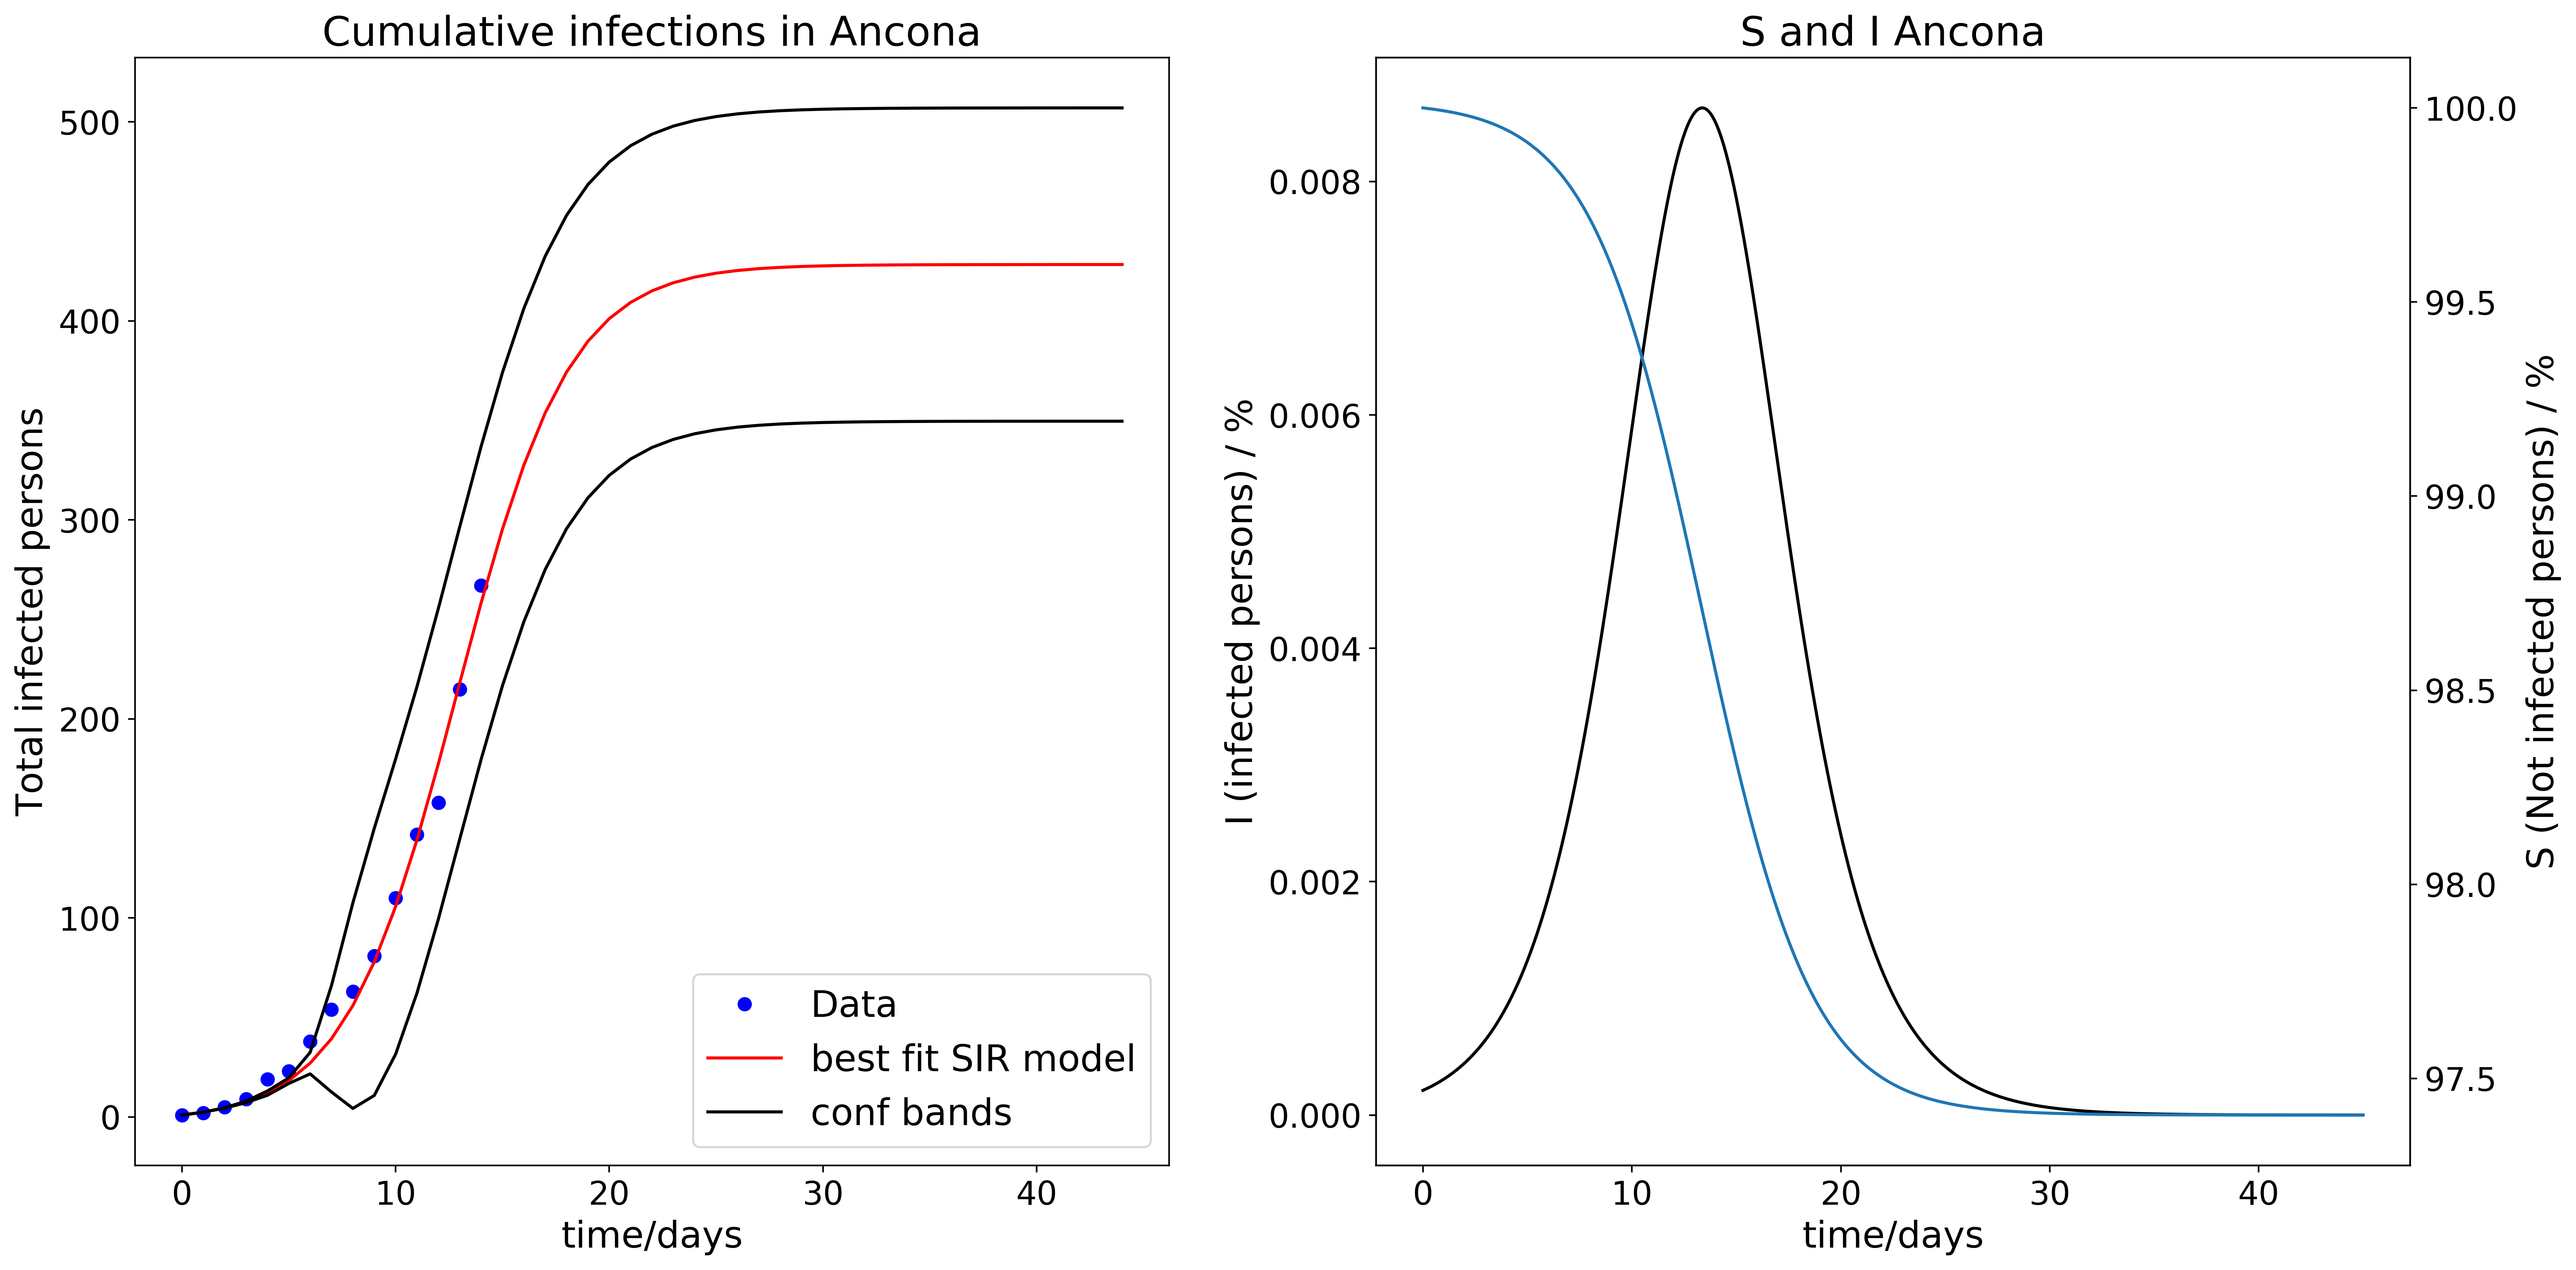 Cumulative infections in Ancona
Total infected persons
500
400
300
200
100
0
0 10 20 30 40
time/days
Data
best fit SIR model
conf bands
S and I Ancona
I (infected persons) / %
0.008
0.006
0.004
0.002
0.000
0 10 20 30 40
time/days
100.0
99.5
99.0
98.5
98.0
97.5
S (Not infected persons) / %